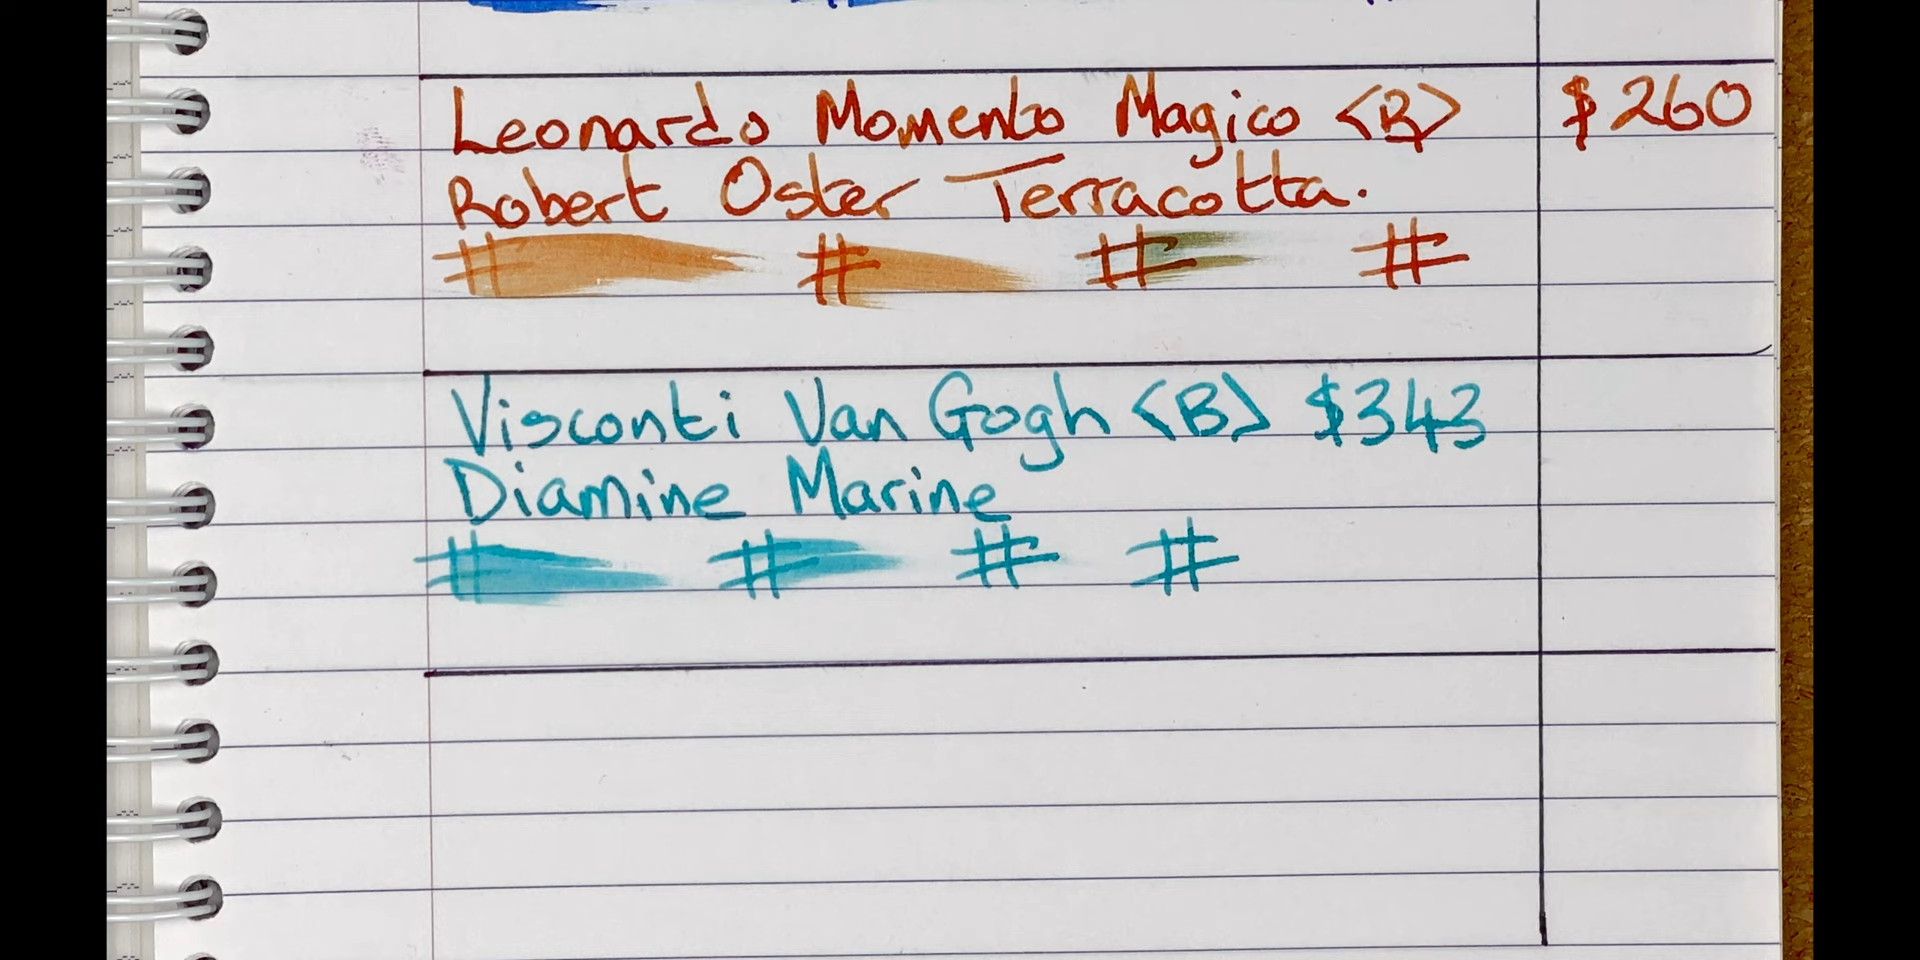 Leonardo Momento Magico <B> $260
Robert Oster Terracotta.
# # # #
Visconti Van Gogh <B> $343
Diamine Marine
# # # #